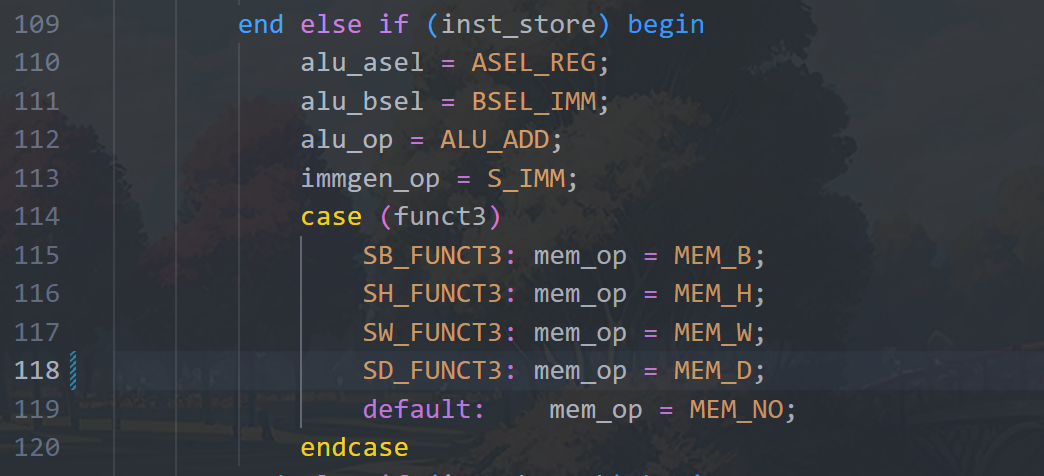 109 end else if (inst_store) begin
110 alu_asel = ASEL_REG;
111 alu_bsel = BSEL_IMM;
112 alu_op = ALU_ADD;
113 immgen_op = S_IMM;
114 case (funct3)
115 SB_FUNCT3: mem_op = MEM_B;
116 SH_FUNCT3: mem_op = MEM_H;
117 SW_FUNCT3: mem_op = MEM_W;
118 SD_FUNCT3: mem_op = MEM_D;
119 default: mem_op = MEM_NO;
120 endcase